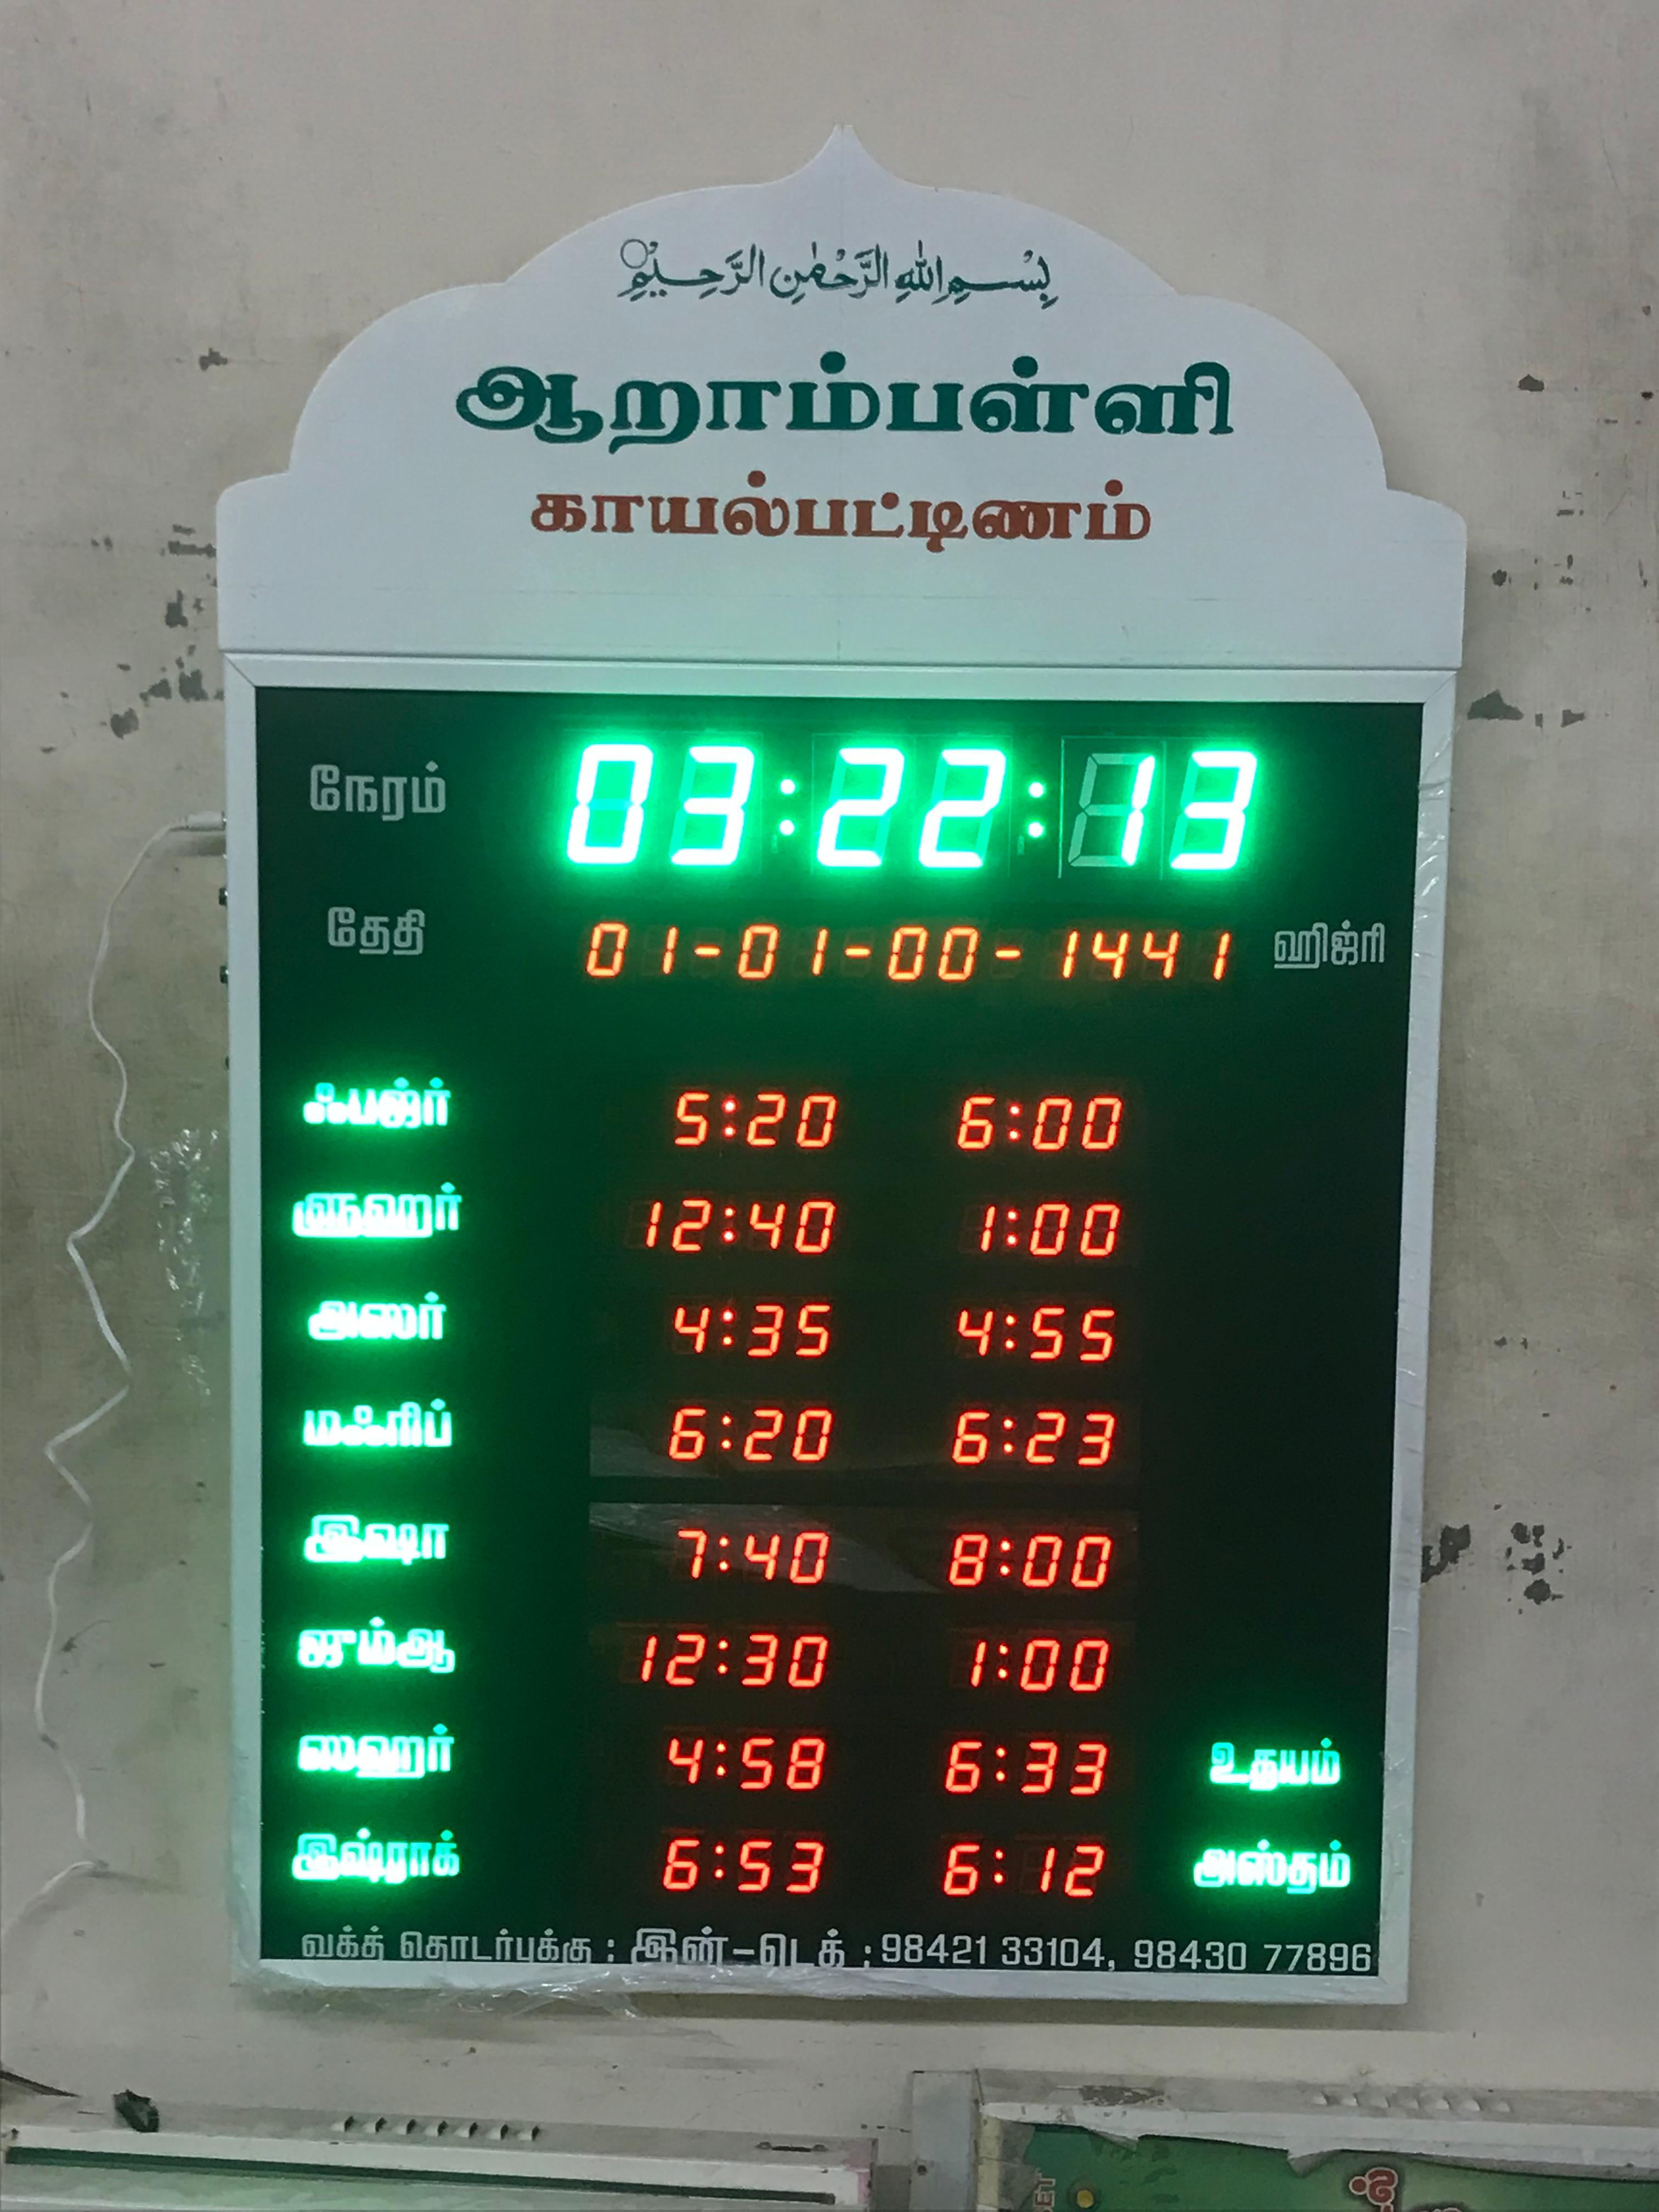 بِسْمِ اللهِ الرَّحْمٰنِ الرَّحِيْمِ
ஆறாம்பள்ளி
காயல்பட்டிணம்
நேரம் 03:22:13
தேதி 01-01-00-1441 ஹிஜ்ரி
ஃபஜ்ர் 5:20 6:00
ளுஹர் 12:40 1:00
அஸர் 4:35 4:55
மஃரிப் 6:20 6:23
இஷா 7:40 8:00
ஜும்ஆ 12:30 1:00
ஸஹர் 4:58 6:33 உதயம்
இஷ்ராக் 6:53 6:12 அஸ்தம்
வக்த் தொடர்புக்கு : இன்-டெக் : 98421 33104, 98430 77896